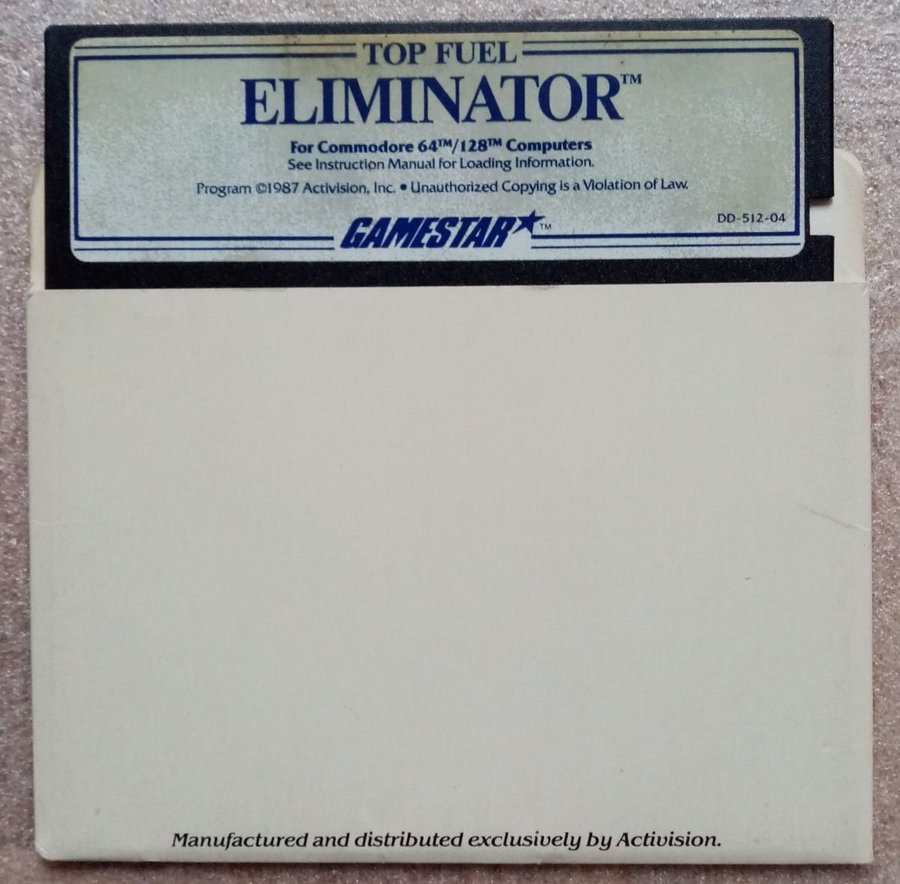 TOP FUEL
ELIMINATOR™
For Commodore 64™/128™ Computers
See Instruction Manual for Loading Information.
Program ©1987 Activision, Inc. • Unauthorized Copying is a Violation of Law.
DD-512-04
GAMESTAR™
Manufactured and distributed exclusively by Activision.